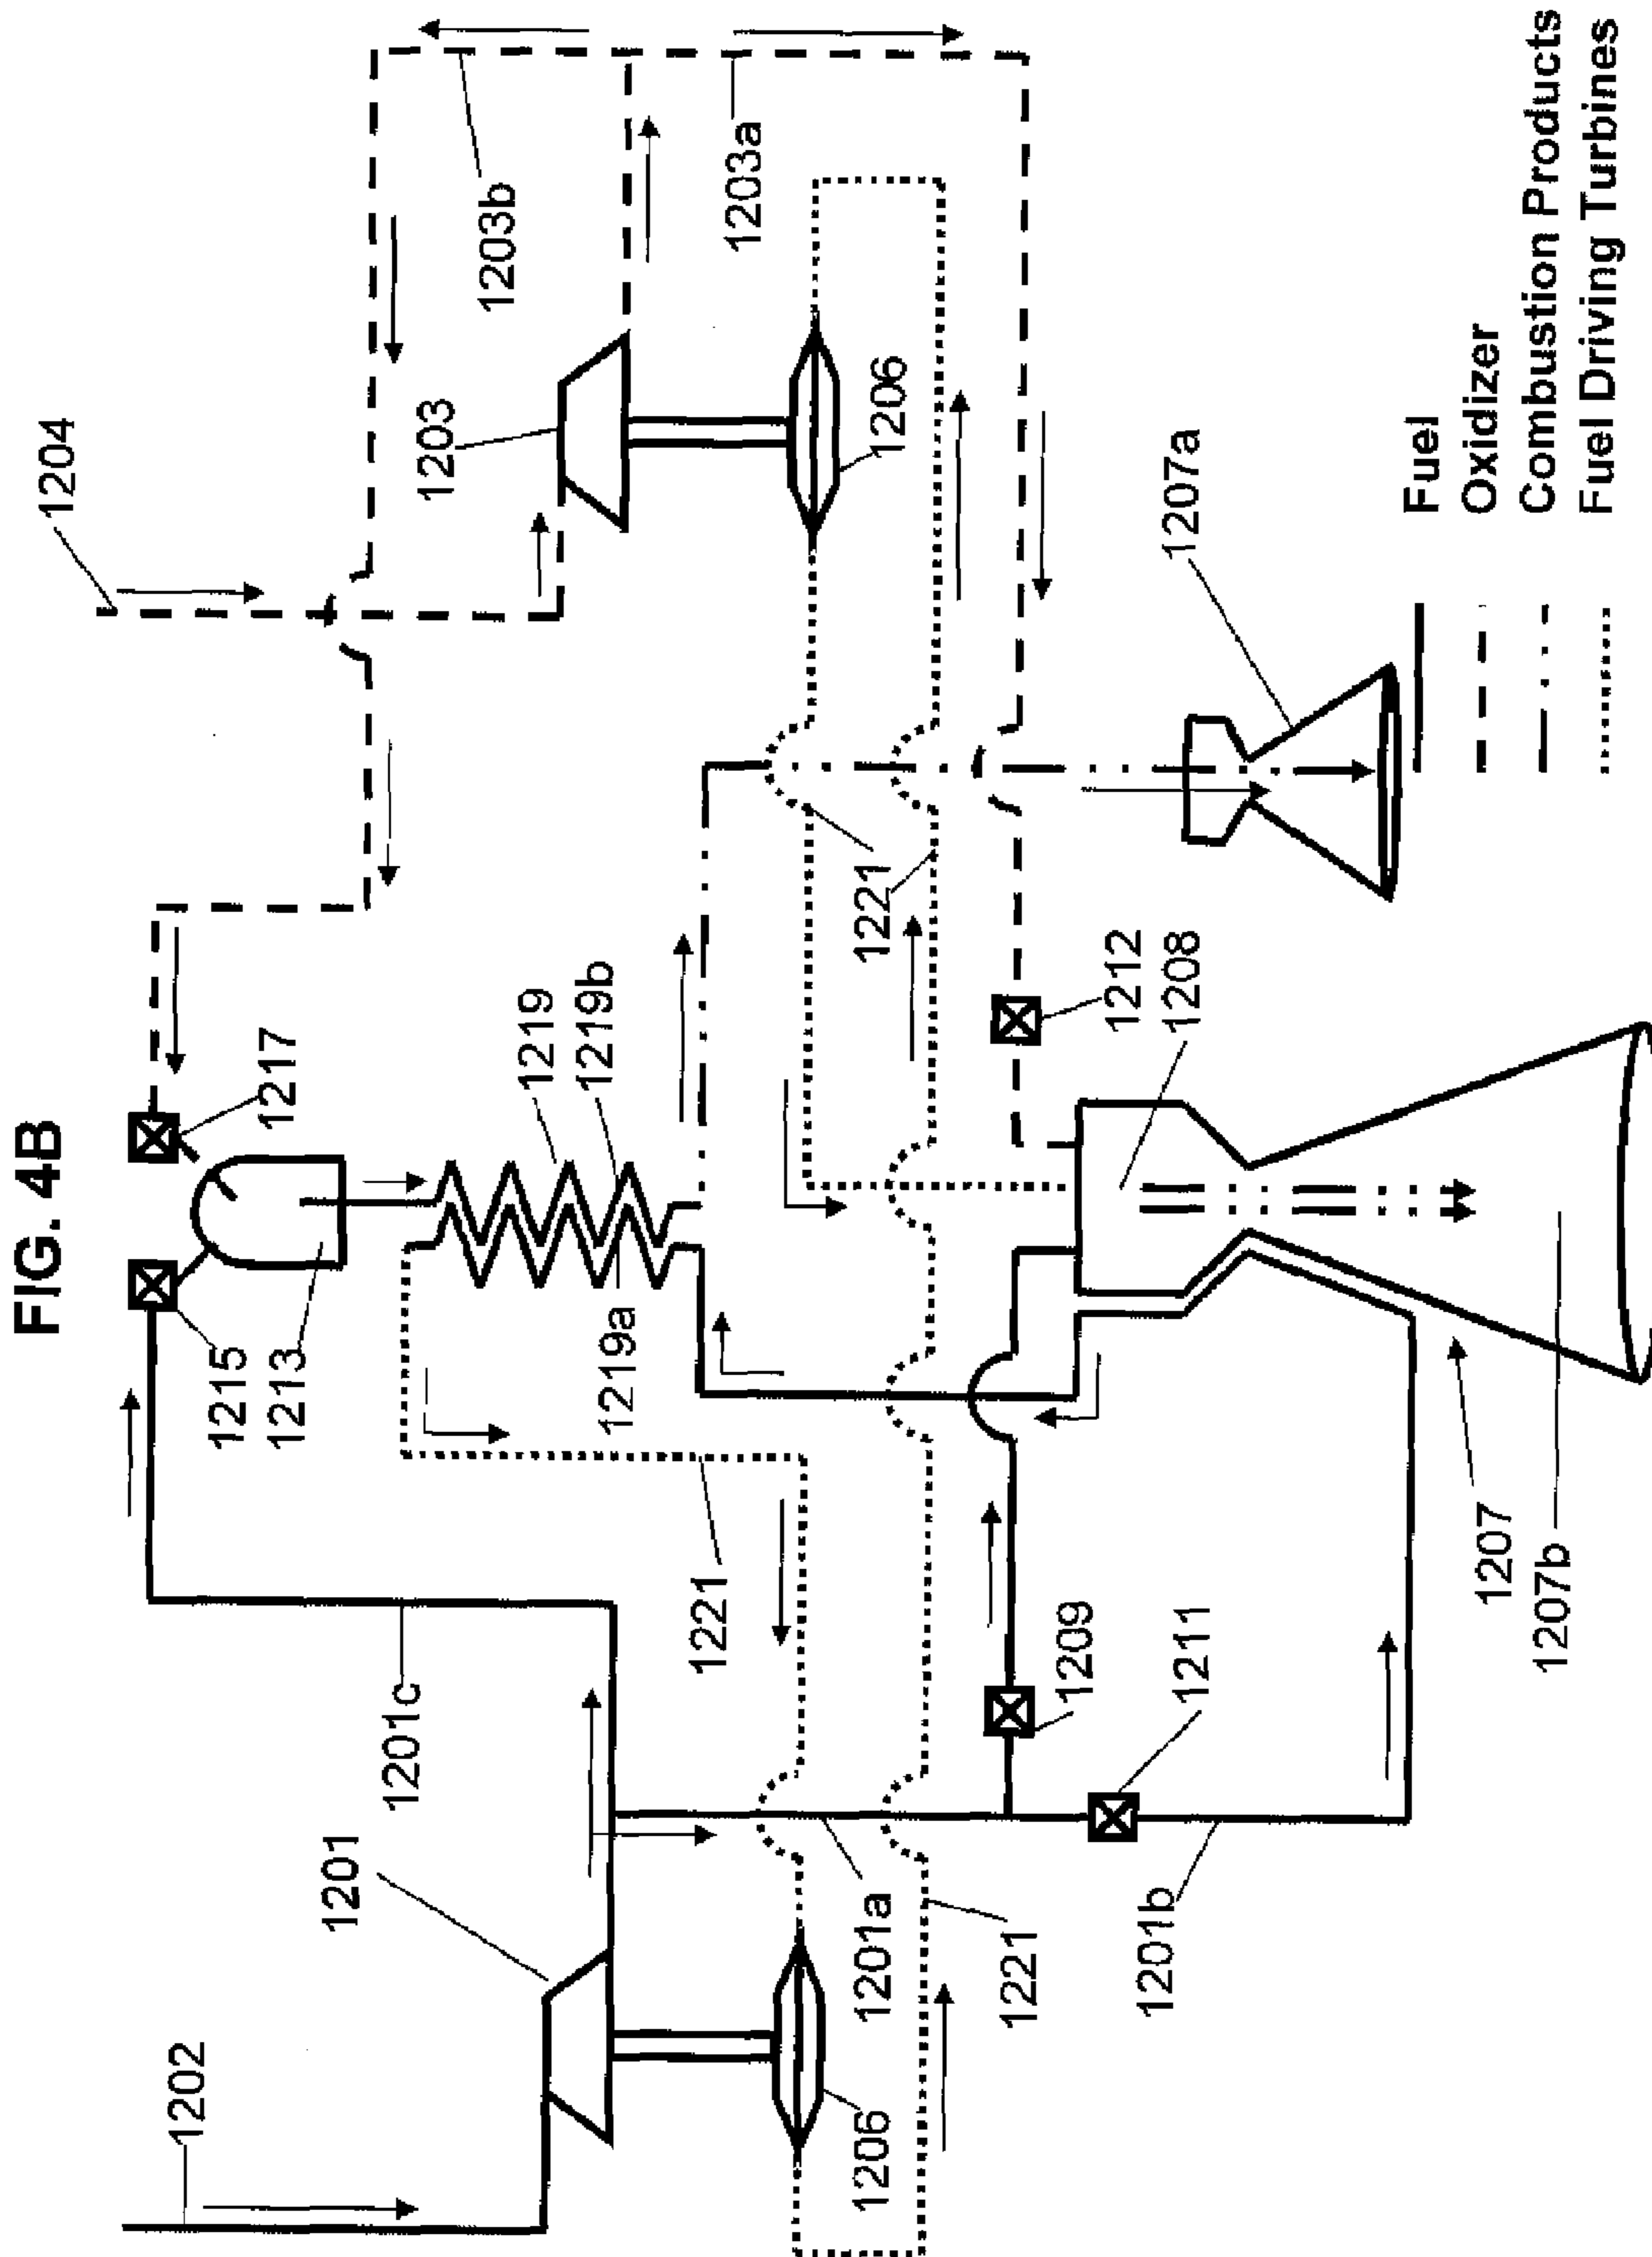 FIG. 4B
1202
1204
1201
1201c
1215
1213
1217
1219
1219b
1219a
1203
1203b
1203a
1206
1206
1221
1221
1221
1201a
1201b
1209
1211
1212
1208
1207
1207b
1207a
Fuel
Oxidizer
Combustion Products
Fuel Driving Turbines